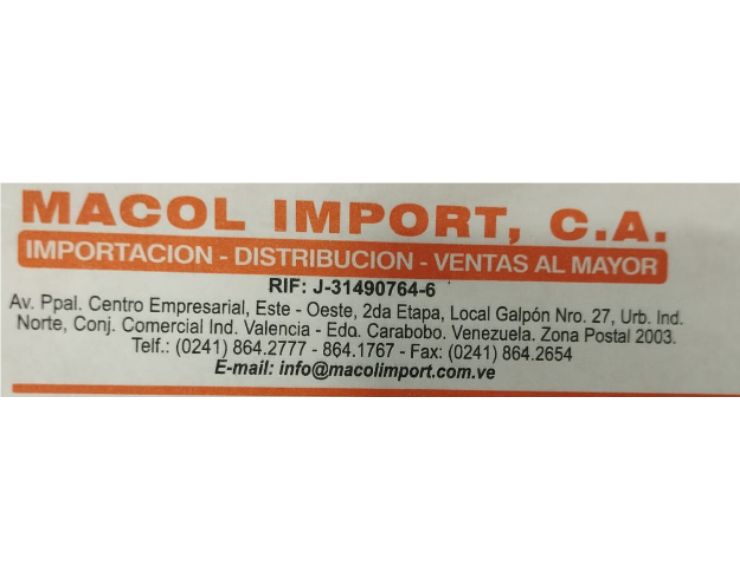 MACOL IMPORT, C.A.
IMPORTACION - DISTRIBUCION - VENTAS AL MAYOR
RIF: J-31490764-6
Av. Ppal. Centro Empresarial, Este - Oeste, 2da Etapa, Local Galpón Nro. 27, Urb. Ind.
Norte, Conj. Comercial Ind. Valencia - Edo. Carabobo. Venezuela. Zona Postal 2003.
Telf.: (0241) 864.2777 - 864.1767 - Fax: (0241) 864.2654
E-mail: info@macolimport.com.ve